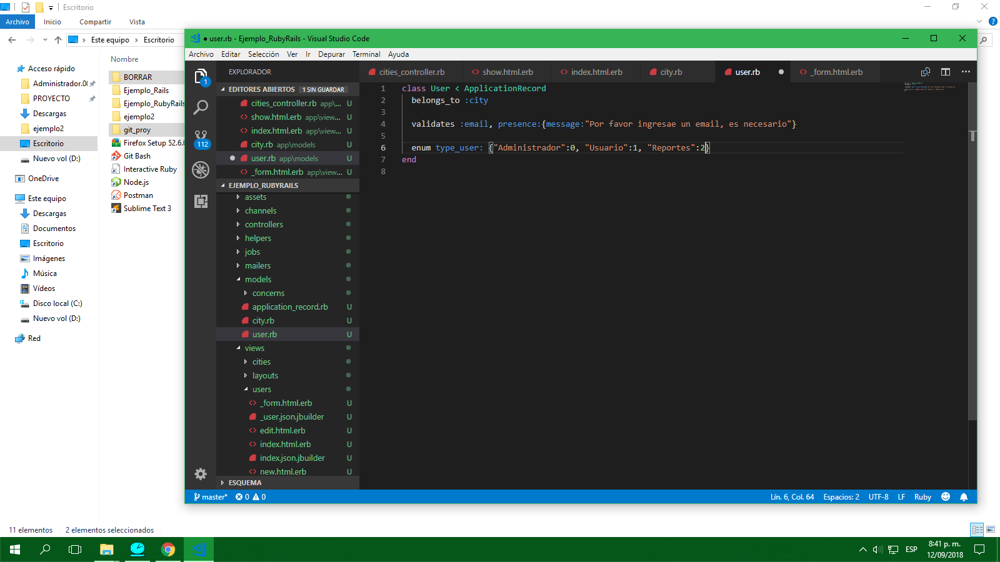 Escritorio
Archivo
Inicio
Compartir
Vista
Este equipo
Escritorio
Acceso rápido
Administrador.00
PROYECTO
Descargas
ejemplo2
Escritorio
Nuevo vol (D:)
OneDrive
Este equipo
Descargas
Documentos
Escritorio
Imágenes
Música
Vídeos
Disco local (C:)
Nuevo vol (D:)
Red
Nombre
BORRAR
Ejemplo_Rails
Ejemplo_RubyRails
ejemplo2
git_proy
Firefox Setup 52.6.0
Git Bash
Interactive Ruby
Node.js
Postman
Sublime Text 3
11 elementos
2 elementos seleccionados
● user.rb - Ejemplo_RubyRails - Visual Studio Code
Archivo Editar Selección Ver Ir Depurar Terminal Ayuda
1
112
EXPLORADOR
EDITORES ABIERTOS 1 SIN GUARDAR
cities_controller.rb app\... U
show.html.erb app\view... U
index.html.erb app\view... U
city.rb app\models U
user.rb app\models U
_form.html.erb app\view... U
EJEMPLO_RUBYRAILS
assets
channels
controllers
helpers
jobs
mailers
models
concerns
application_record.rb U
city.rb U
user.rb U
views
cities
layouts
users
_form.html.erb U
_user.json.jbuilder U
edit.html.erb U
index.html.erb U
index.json.jbuilder U
new.html.erb U
ESQUEMA
cities_controller.rb
show.html.erb
index.html.erb
city.rb
user.rb
_form.html.erb
1 class User < ApplicationRecord
2 belongs_to :city
3
4 validates :email, presence:{message:"Por favor ingresae un email, es necesario"}
5
6 enum type_user: {"Administrador":0, "Usuario":1, "Reportes":2}
7 end
8
master* 0 0
Lín. 6, Col. 64
Espacios: 2
UTF-8
LF
Ruby
ESP
8:41 p. m.
12/09/2018